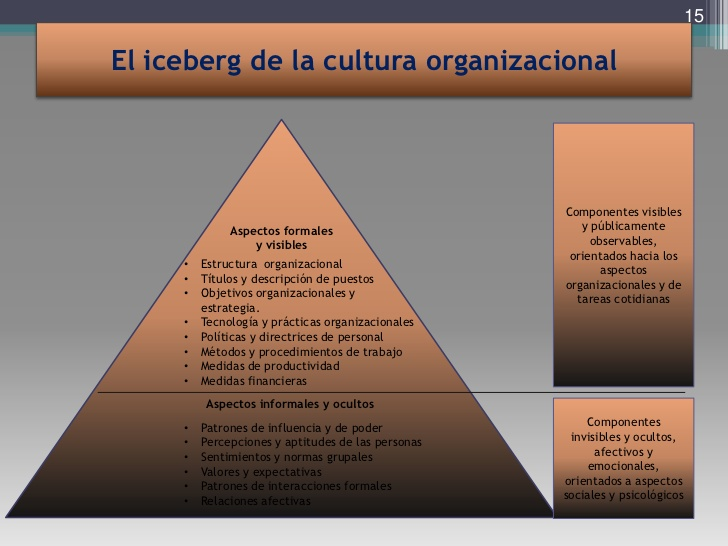 15
El iceberg de la cultura organizacional
Aspectos formales
y visibles
• Estructura organizacional
• Títulos y descripción de puestos
• Objetivos organizacionales y
estrategia.
• Tecnología y prácticas organizacionales
• Políticas y directrices de personal
• Métodos y procedimientos de trabajo
• Medidas de productividad
• Medidas financieras
Aspectos informales y ocultos
• Patrones de influencia y de poder
• Percepciones y aptitudes de las personas
• Sentimientos y normas grupales
• Valores y expectativas
• Patrones de interacciones formales
• Relaciones afectivas
Componentes visibles
y públicamente
observables,
orientados hacia los
aspectos
organizacionales y de
tareas cotidianas
Componentes
invisibles y ocultos,
afectivos y
emocionales,
orientados a aspectos
sociales y psicológicos